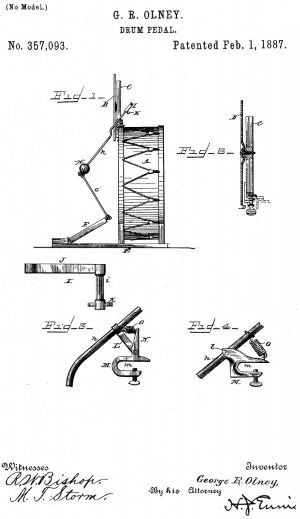 (No Model.)
G. R. OLNEY.
DRUM PEDAL.
No. 357,093.
Patented Feb. 1, 1887.
Fig. 1.
B
C
K
h
A
G
E
Fig. 2.
B
C
J
I
i
Fig. 3.
O
N.
L
h
M.
m
Fig. 4.
l
O
h
m
M.
Witnesses
R. W. Bishop.
M. T. Storm.
Inventor
George R. Olney,
By his Attorney